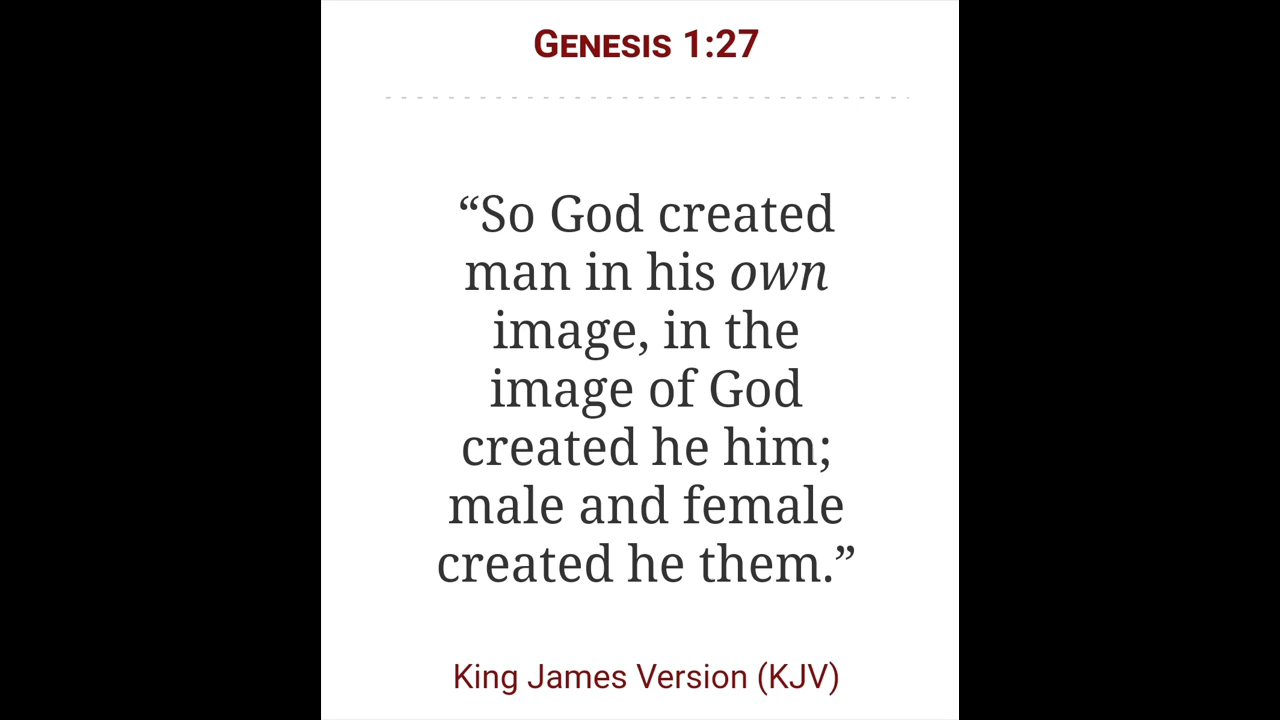 GENESIS 1:27
“So God created
man in his own
image, in the
image of God
created he him;
male and female
created he them.”
King James Version (KJV)